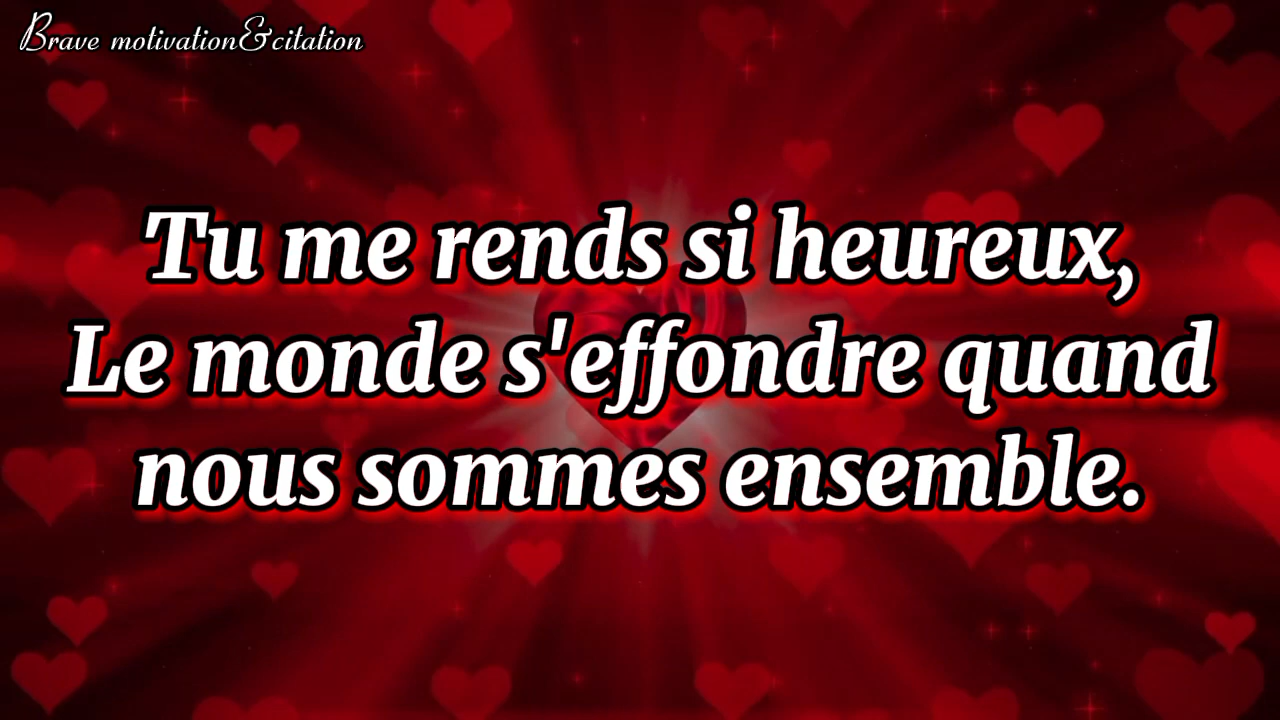 Brave motivation&citation
Tu me rends si heureux,
Le monde s'effondre quand
nous sommes ensemble.